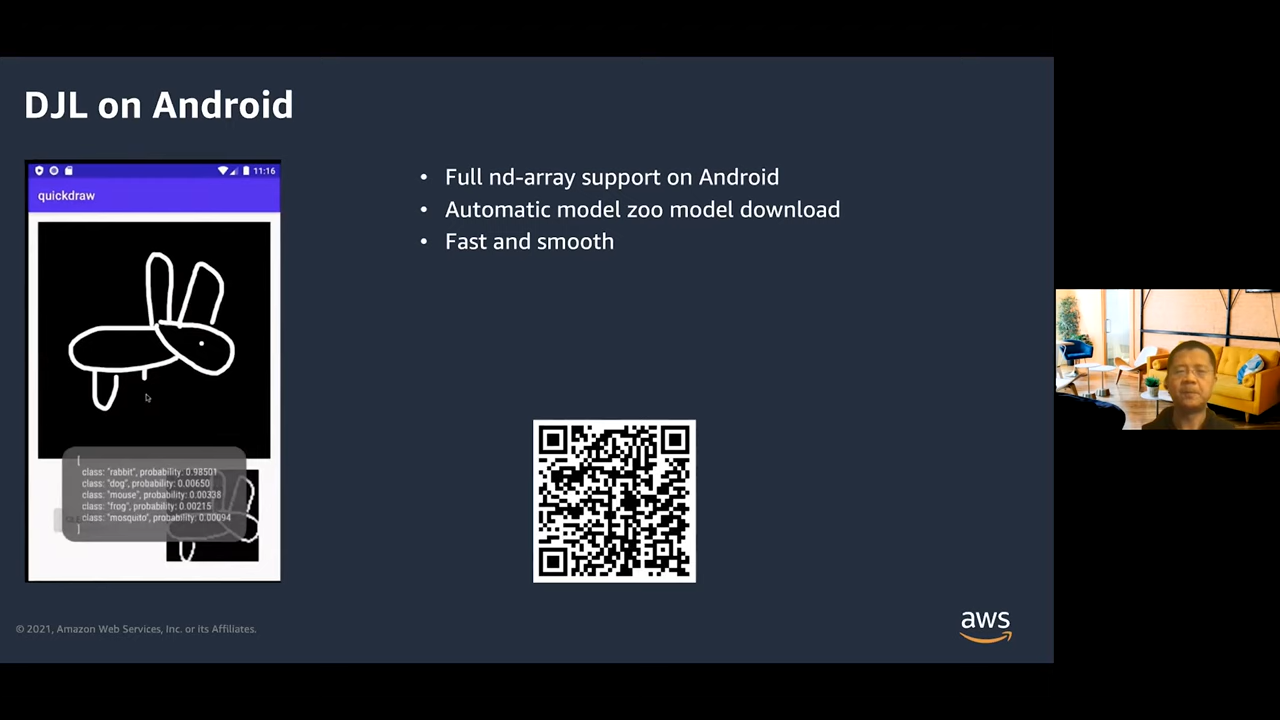 DJL on Android
11:16
quickdraw
[
class: "rabbit", probability: 0.98501
class: "dog", probability: 0.00650
class: "mouse", probability: 0.00338
class: "frog", probability: 0.00215
class: "mosquito", probability: 0.00094
]
• Full nd-array support on Android
• Automatic model zoo model download
• Fast and smooth
© 2021, Amazon Web Services, Inc. or its Affiliates.
aws